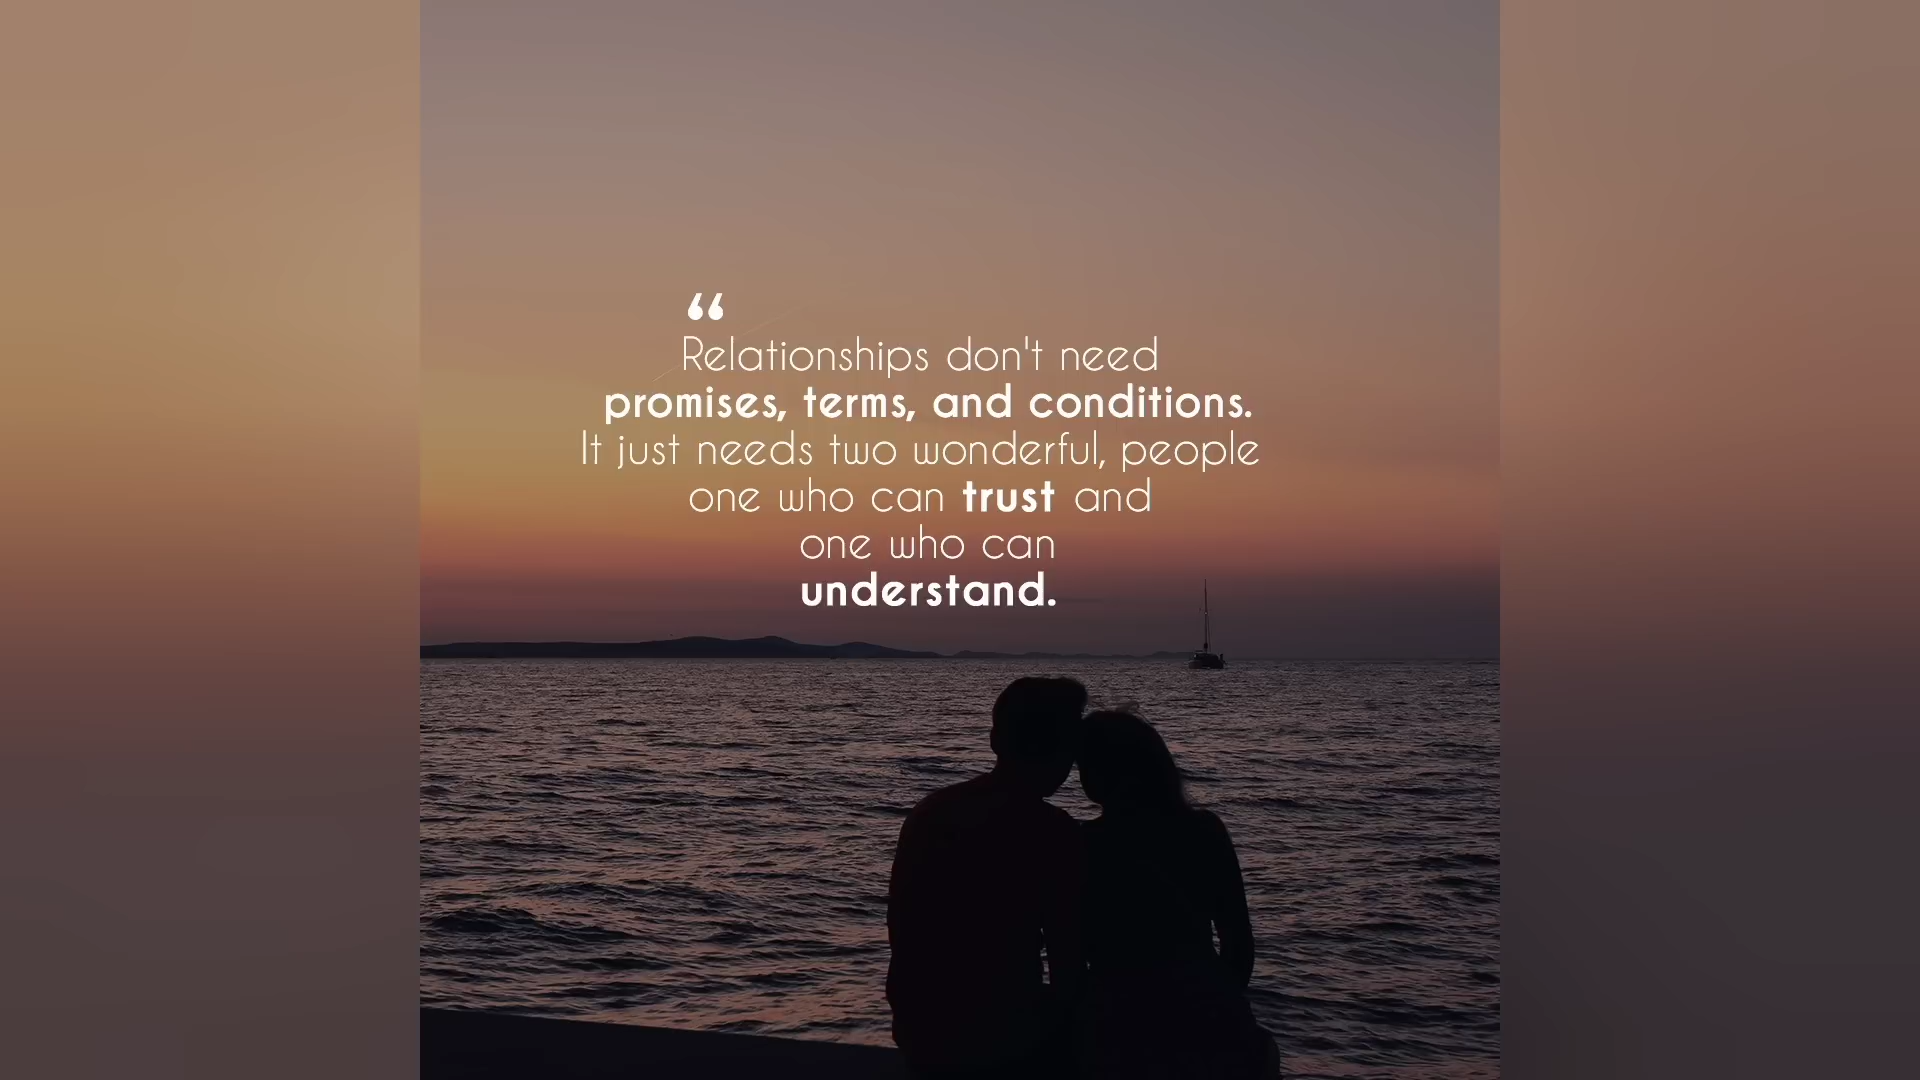 “
Relationships don't need
promises, terms, and conditions.
It just needs two wonderful, people
one who can trust and
one who can
understand.